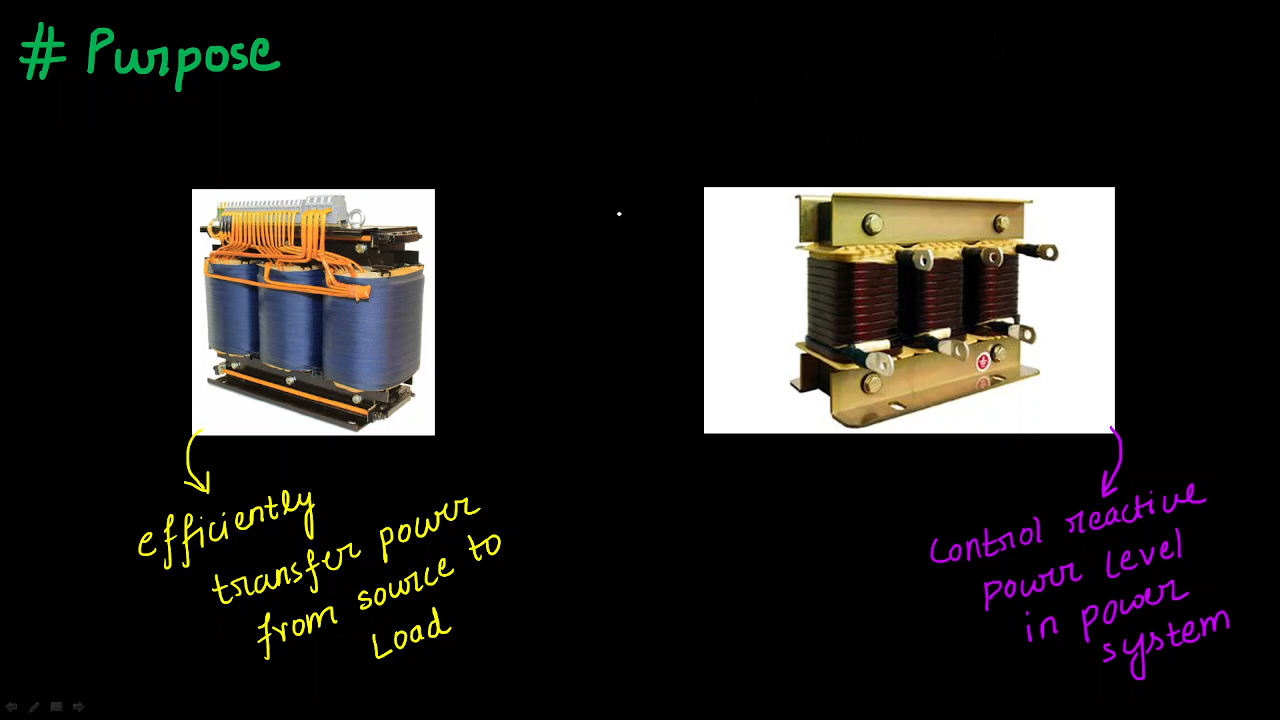 # Purpose
efficiently
transfer power
from source to
Load
Control reactive
Power level
in power
system